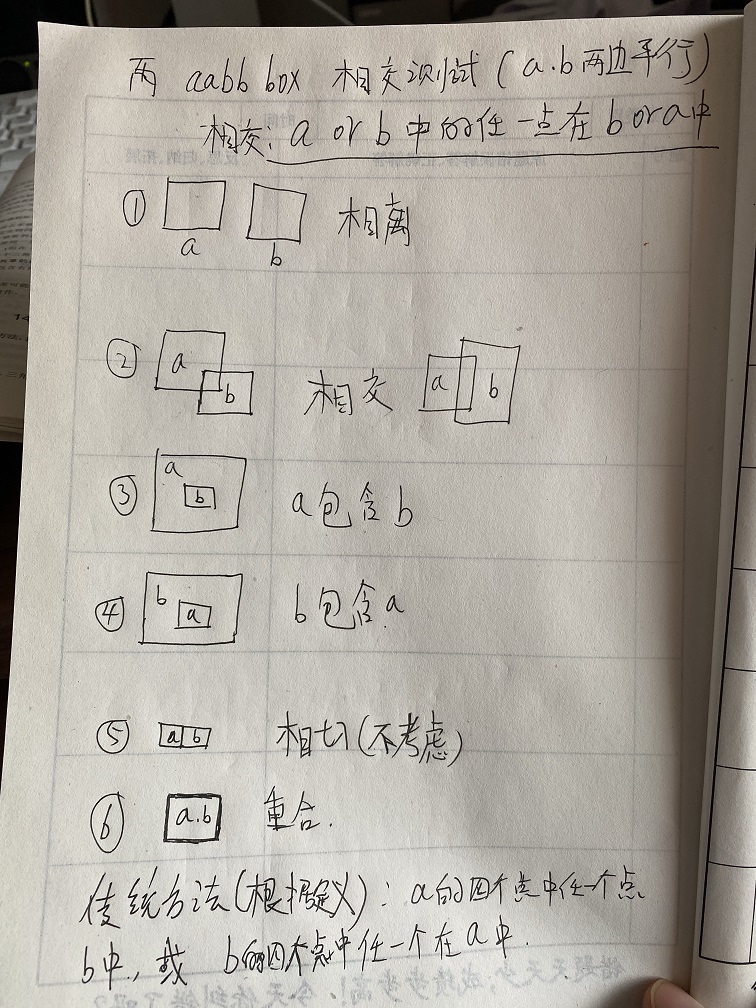 两 aabb box 相交测试 (a.b 两边平行)
相交: a or b 中的任一点在 b or a 中
① a b 相离
② a b 相交 a b
③ a b a包含b
④ b a b包含a
⑤ a b 相切(不考虑)
⑥ a.b 重合.
传统方法(根据定义): a的四个点中任一个点
b中, 或 b的四个点中任一个在a中.